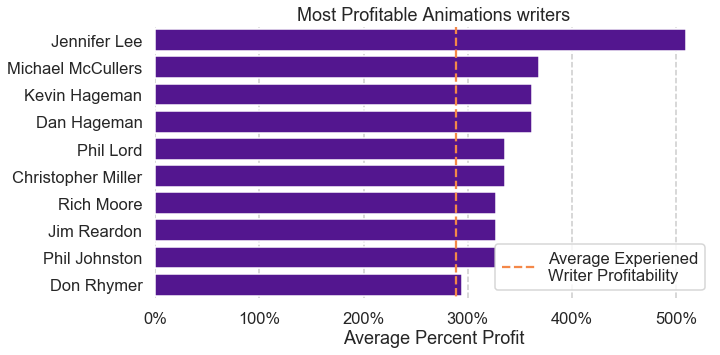 Most Profitable Animations writers
Jennifer Lee
Michael McCullers
Kevin Hageman
Dan Hageman
Phil Lord
Christopher Miller
Rich Moore
Jim Reardon
Phil Johnston
Don Rhymer
Average Experiened
Writer Profitability
0%
100%
200%
300%
400%
500%
Average Percent Profit